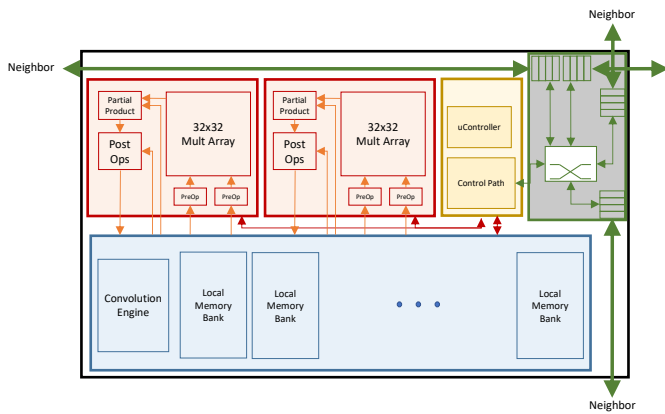 Neighbor
Neighbor
Partial
Product
32x32
Mult Array
Post
Ops
PreOp
PreOp
Partial
Product
32x32
Mult Array
Post
Ops
PreOp
PreOp
uController
Control Path
Convolution
Engine
Local
Memory
Bank
Local
Memory
Bank
Local
Memory
Bank
Neighbor